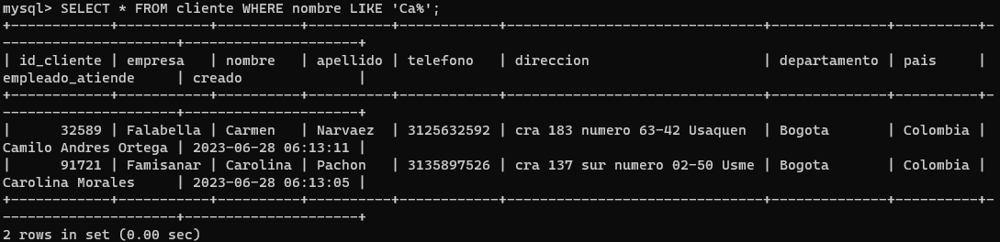 mysql> SELECT * FROM cliente WHERE nombre LIKE 'Ca%';
+------------+-----------+----------+----------+------------+-------------------------------+--------------+----------+-
---------------------+---------------------+
| id_cliente | empresa   | nombre   | apellido | telefono   | direccion                     | departamento | pais     |
empleado_atiende     | creado              |
+------------+-----------+----------+----------+------------+-------------------------------+--------------+----------+-
---------------------+---------------------+
|      32589 | Falabella | Carmen   | Narvaez  | 3125632592 | cra 183 numero 63-42 Usaquen  | Bogota       | Colombia |
Camilo Andres Ortega | 2023-06-28 06:13:11 |
|      91721 | Famisanar | Carolina | Pachon   | 3135897526 | cra 137 sur numero 02-50 Usme | Bogota       | Colombia |
Carolina Morales     | 2023-06-28 06:13:05 |
+------------+-----------+----------+----------+------------+-------------------------------+--------------+----------+-
---------------------+---------------------+
2 rows in set (0.00 sec)